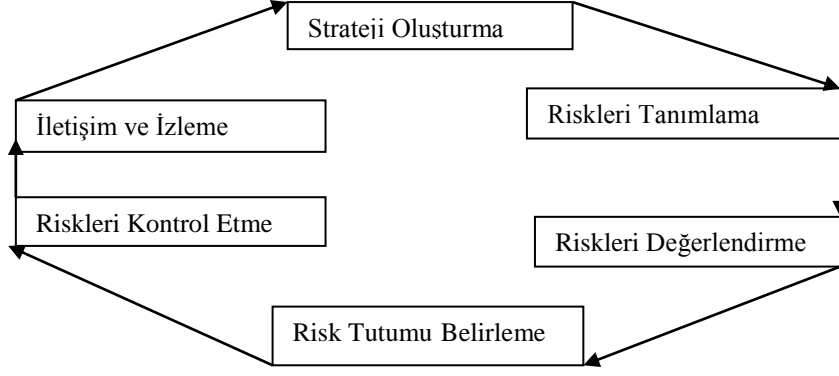 Strateji Oluşturma
Riskleri Tanımlama
Riskleri Değerlendirme
Risk Tutumu Belirleme
Riskleri Kontrol Etme
İletişim ve İzleme